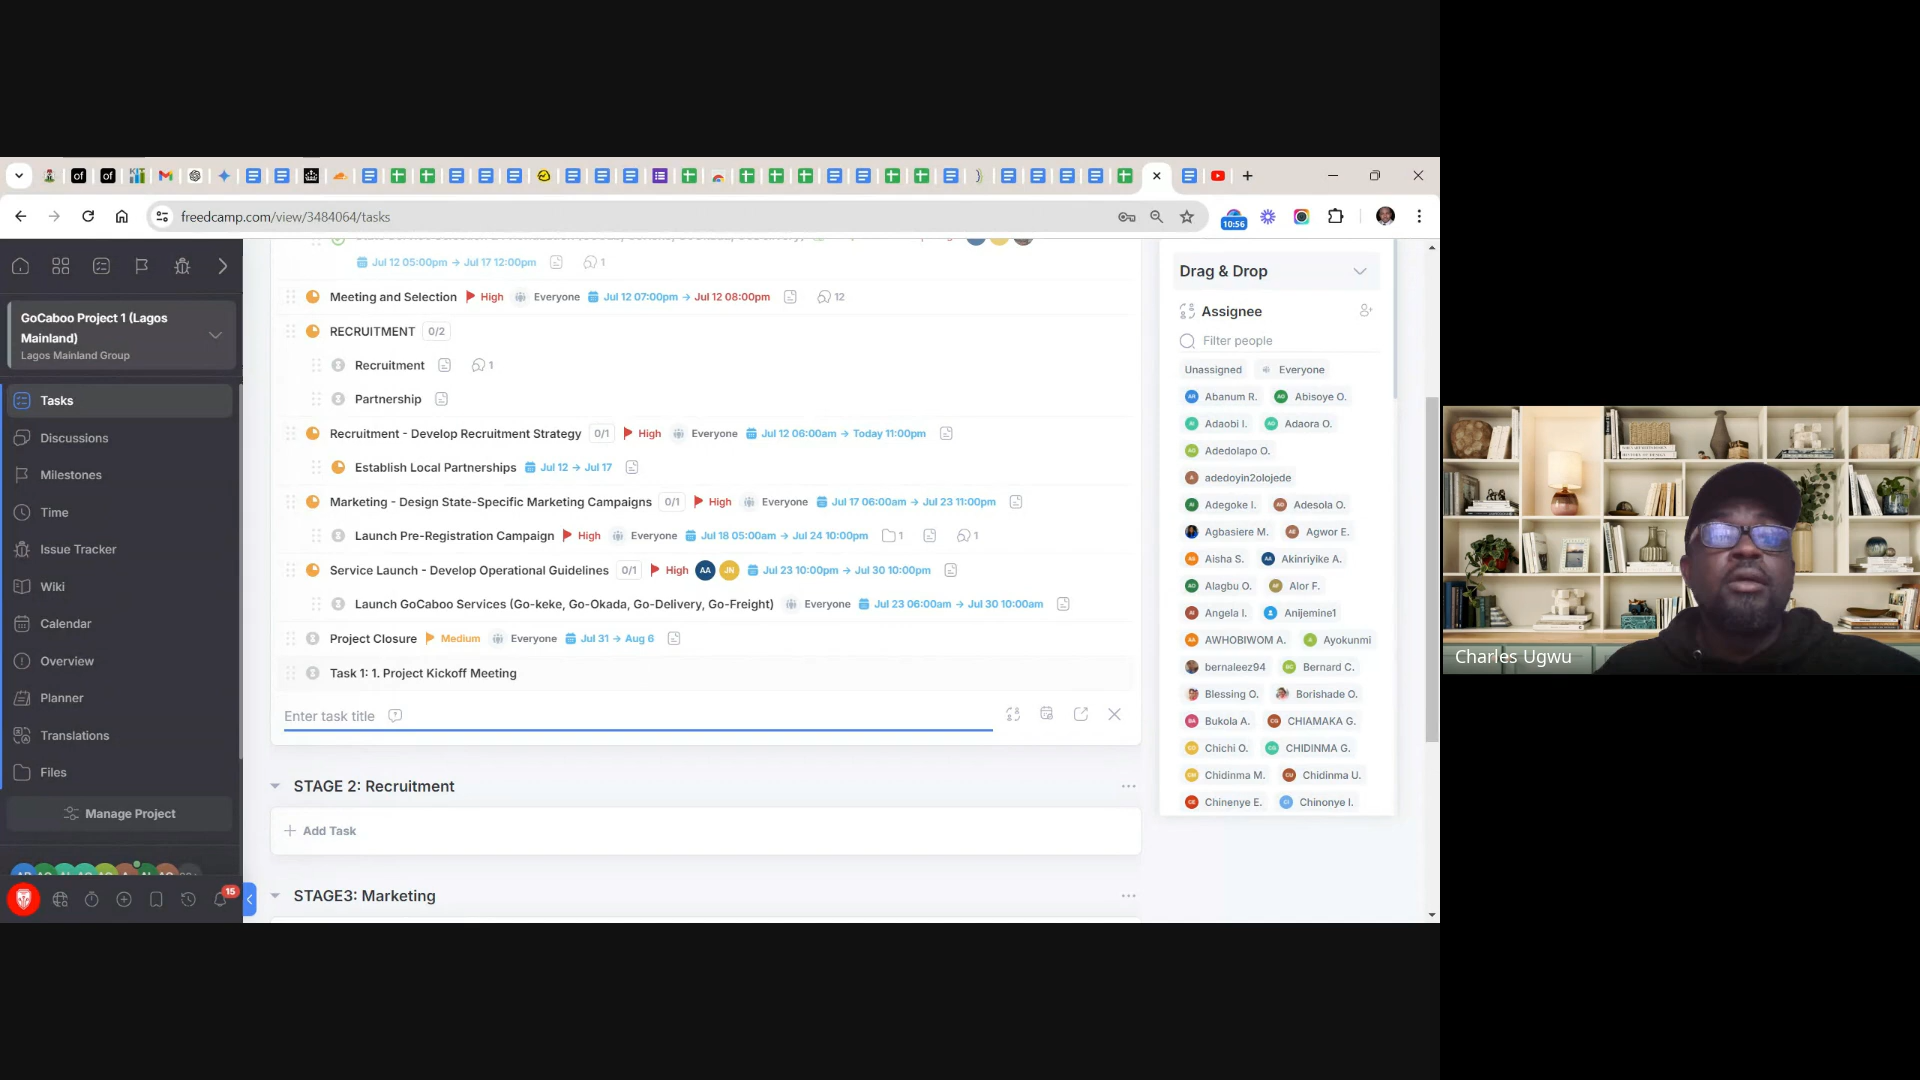 freedcamp.com/view/3484064/tasks
10:56
GoCaboo Project 1 (Lagos
Mainland)
Lagos Mainland Group
Tasks
Discussions
Milestones
Time
Issue Tracker
Wiki
Calendar
Overview
Planner
Translations
Files
Manage Project
15
Jul 12 05:00pm → Jul 17 12:00pm 1
Meeting and Selection High Everyone Jul 12 07:00pm → Jul 12 08:00pm 12
RECRUITMENT 0/2
Recruitment 1
Partnership
Recruitment - Develop Recruitment Strategy 0/1 High Everyone Jul 12 06:00am → Today 11:00pm
Establish Local Partnerships Jul 12 → Jul 17
Marketing - Design State-Specific Marketing Campaigns 0/1 High Everyone Jul 17 06:00am → Jul 23 11:00pm
Launch Pre-Registration Campaign High Everyone Jul 18 05:00am → Jul 24 10:00pm 1 1
Service Launch - Develop Operational Guidelines 0/1 High AA JN Jul 23 10:00pm → Jul 30 10:00pm
Launch GoCaboo Services (Go-keke, Go-Okada, Go-Delivery, Go-Freight) Everyone Jul 23 06:00am → Jul 30 10:00am
Project Closure Medium Everyone Jul 31 → Aug 6
Task 1: 1. Project Kickoff Meeting
Enter task title
STAGE 2: Recruitment
Add Task
STAGE3: Marketing
Drag & Drop
Assignee
Filter people
Unassigned Everyone
Abanum R. Abisoye O.
Adaobi I. Adaora O.
Adedolapo O.
adedoyin2olojede
Adegoke I. Adesola O.
Agbasiere M. Agwor E.
Aisha S. Akinriyike A.
Alagbu O. Alor F.
Angela I. Anijemine1
AWHOBIWOM A. Ayokunmi
bernaleez94 Bernard C.
Blessing O. Borishade O.
Bukola A. CHIAMAKA G.
Chichi O. CHIDINMA G.
Chidinma M. Chidinma U.
Chinenye E. Chinonye I.
Charles Ugwu